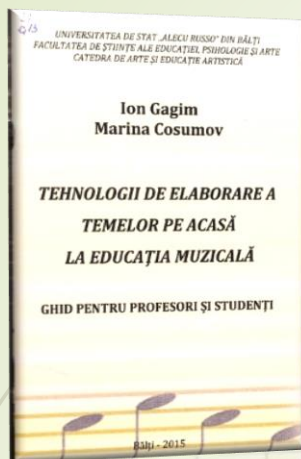 UNIVERSITATEA DE STAT „ALECU RUSSO" DIN BĂLŢI
FACULTATEA DE ŞTIINŢE ALE EDUCAŢIEI, PSIHOLOGIE ŞI ARTE
CATEDRA DE ARTE ŞI EDUCAŢIE ARTISTICĂ
Ion Gagim
Marina Cosumov
TEHNOLOGII DE ELABORARE A
TEMELOR PE ACASĂ
LA EDUCAŢIA MUZICALĂ
GHID PENTRU PROFESORI ŞI STUDENŢI
Bălţi - 2015